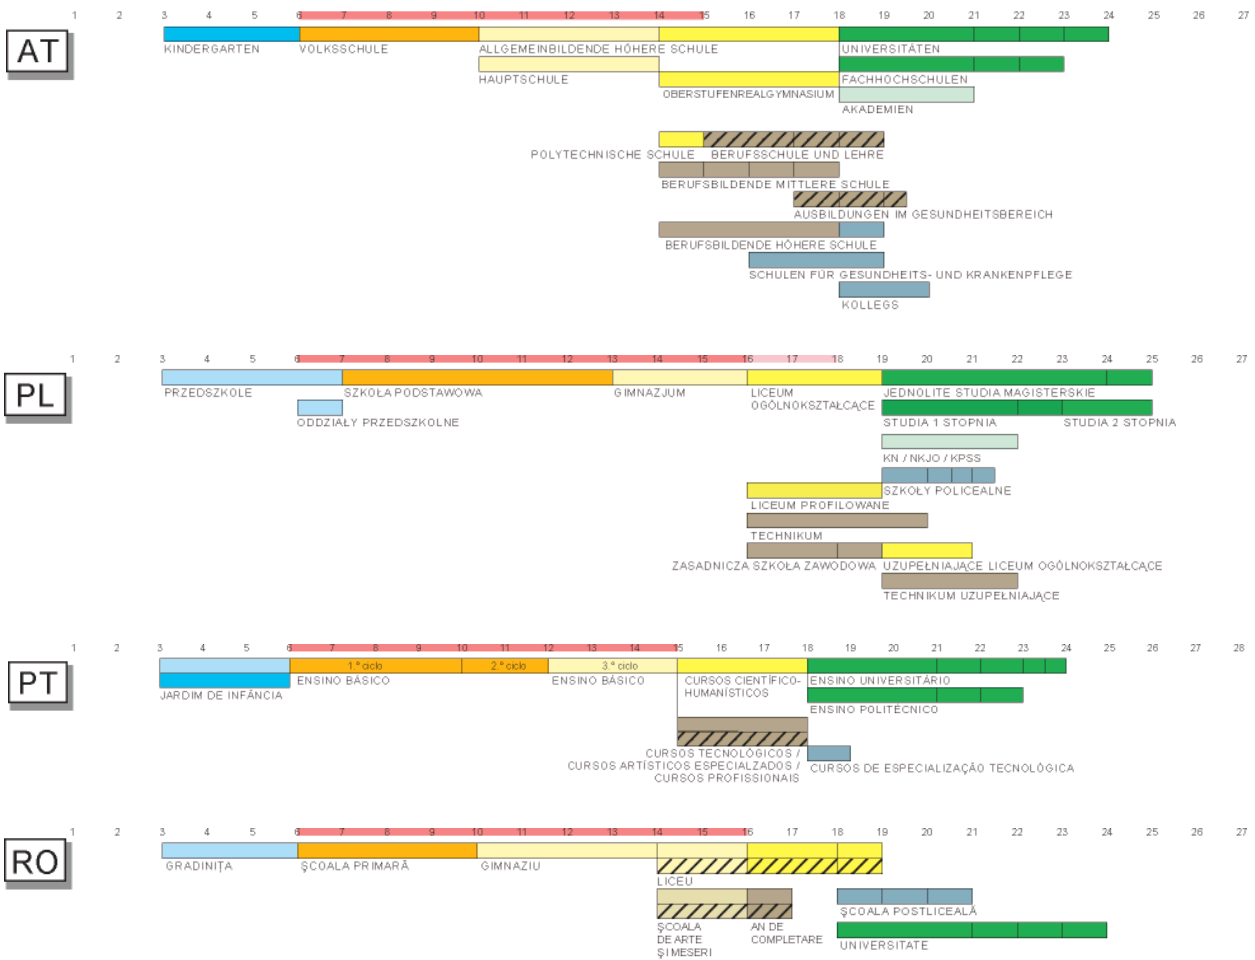 1 2 3 4 5 6 7 8 9 10 11 12 13 14 15 16 17 18 19 20 21 22 23 24 25 26 27
AT
KINDERGARTEN VOLKSSCHULE ALLGEMEINBILDENDE HÖHERE SCHULE UNIVERSITÄTEN
HAUPTSCHULE FACHHOCHSCHULEN
OBERSTUFENREALGYMNASIUM
AKADEMIEN
POLYTECHNISCHE SCHULE BERUFSSCHULE UND LEHRE
BERUFSBILDENDE MITTLERE SCHULE
AUSBILDUNGEN IM GESUNDHEITSBEREICH
BERUFSBILDENDE HÖHERE SCHULE
SCHULEN FÜR GESUNDHEITS- UND KRANKENPFLEGE
KOLLEGS
1 2 3 4 5 6 7 8 9 10 11 12 13 14 15 16 17 18 19 20 21 22 23 24 25 26 27
PL
PRZEDSZKOLE SZKOŁA PODSTAWOWA GIMNAZJUM LICEUM JEDNOLITE STUDIA MAGISTERSKIE
OGÓLNOKSZTAŁCĄCE
ODDZIAŁY PRZEDSZKOLNE STUDIA 1 STOPNIA STUDIA 2 STOPNIA
KN / NKJO / KPSS
SZKOŁY POLICEALNE
LICEUM PROFILOWANE
TECHNIKUM
ZASADNICZA SZKOŁA ZAWODOWA UZUPEŁNIAJĄCE LICEUM OGÓLNOKSZTAŁCĄCE
TECHNIKUM UZUPEŁNIAJĄCE
1 2 3 4 5 6 7 8 9 10 11 12 13 14 15 16 17 18 19 20 21 22 23 24 25 26 27 28
PT
1.º ciclo 2.º ciclo 3.º ciclo
ENSINO BÁSICO ENSINO BÁSICO CURSOS CIENTÍFICO- ENSINO UNIVERSITÁRIO
HUMANÍSTICOS
JARDIM DE INFÂNCIA
ENSINO POLITÉCNICO
CURSOS TECNOLÓGICOS /
CURSOS ARTÍSTICOS ESPECIALZADOS / CURSOS DE ESPECIALIZAÇÃO TECNOLÓGICA
CURSOS PROFISSIONAIS
1 2 3 4 5 6 7 8 9 10 11 12 13 14 15 16 17 18 19 20 21 22 23 24 25 26 27
RO
GRADINIȚA ȘCOALA PRIMARĂ GIMNAZIU
LICEU
ȘCOALA POSTLICEALĂ
ȘCOALA AN DE
DE ARTE COMPLETARE
ȘI MESERI
UNIVERSITATE